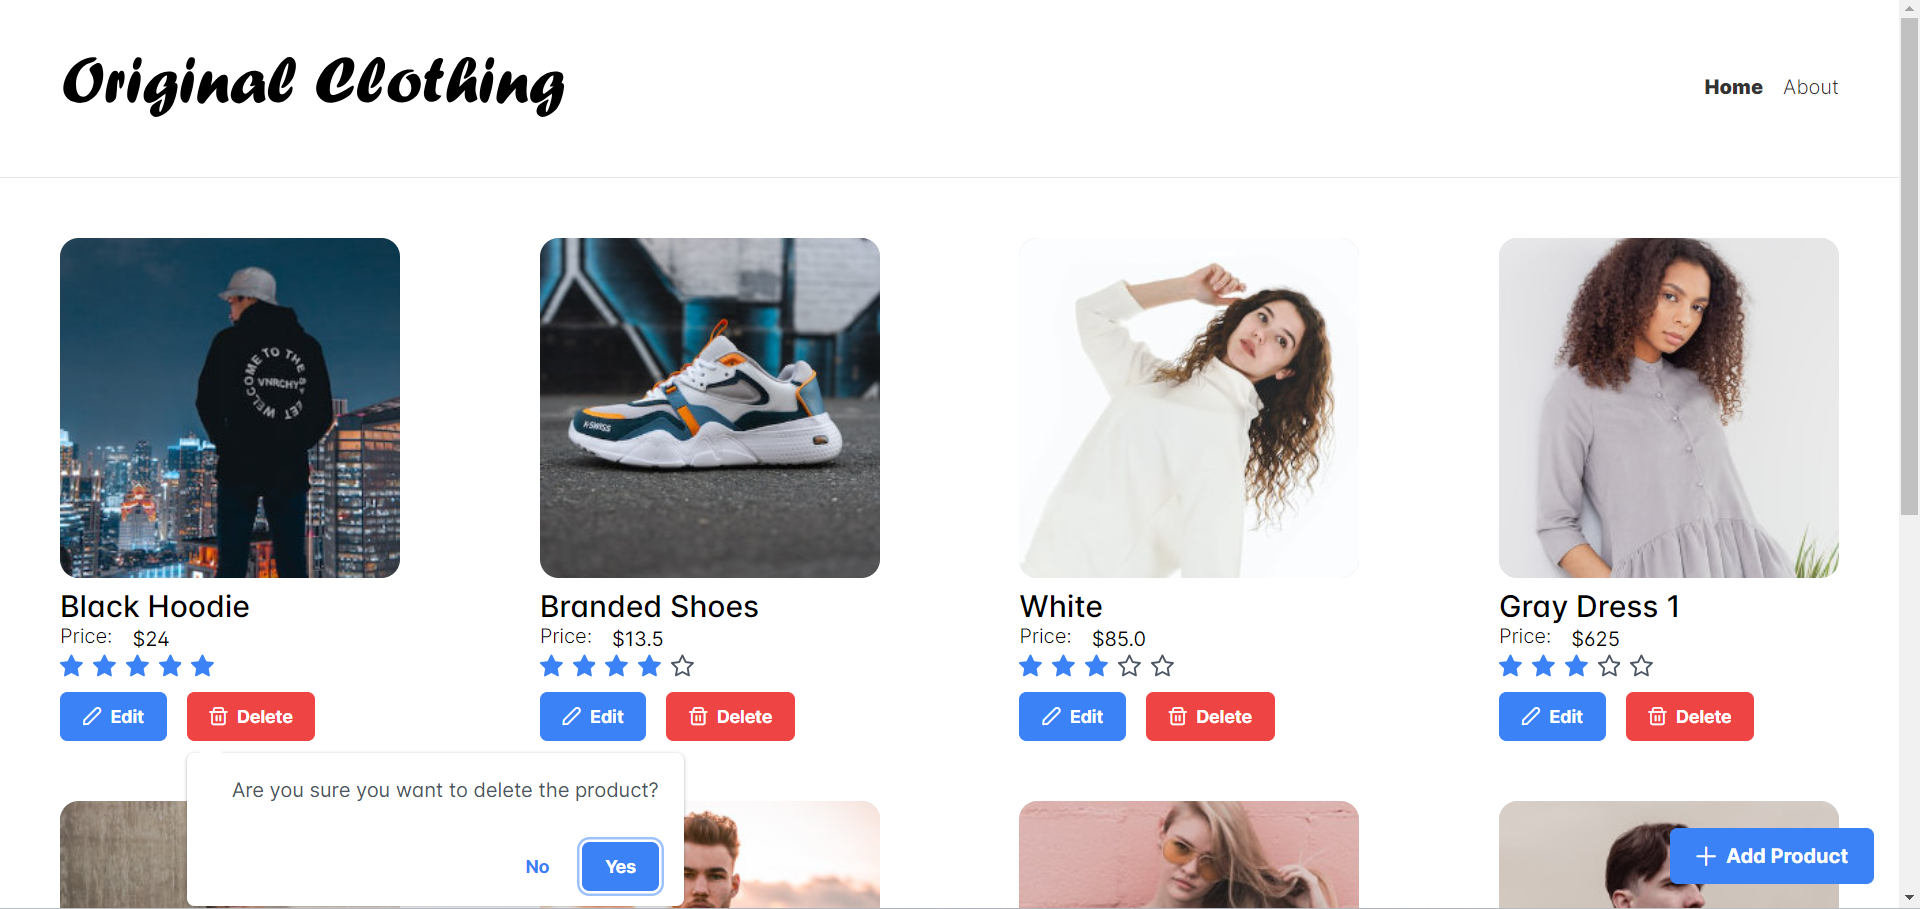 Original Clothing
Home About
WELCOME TO THE
VNRCHY
K-SWISS
Black Hoodie
Price: $24
Edit Delete
Branded Shoes
Price: $13.5
Edit Delete
White
Price: $85.0
Edit Delete
Gray Dress 1
Price: $625
Edit Delete
Are you sure you want to delete the product?
No Yes
Add Product